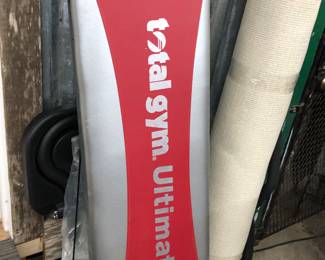 total gym. Ultimat